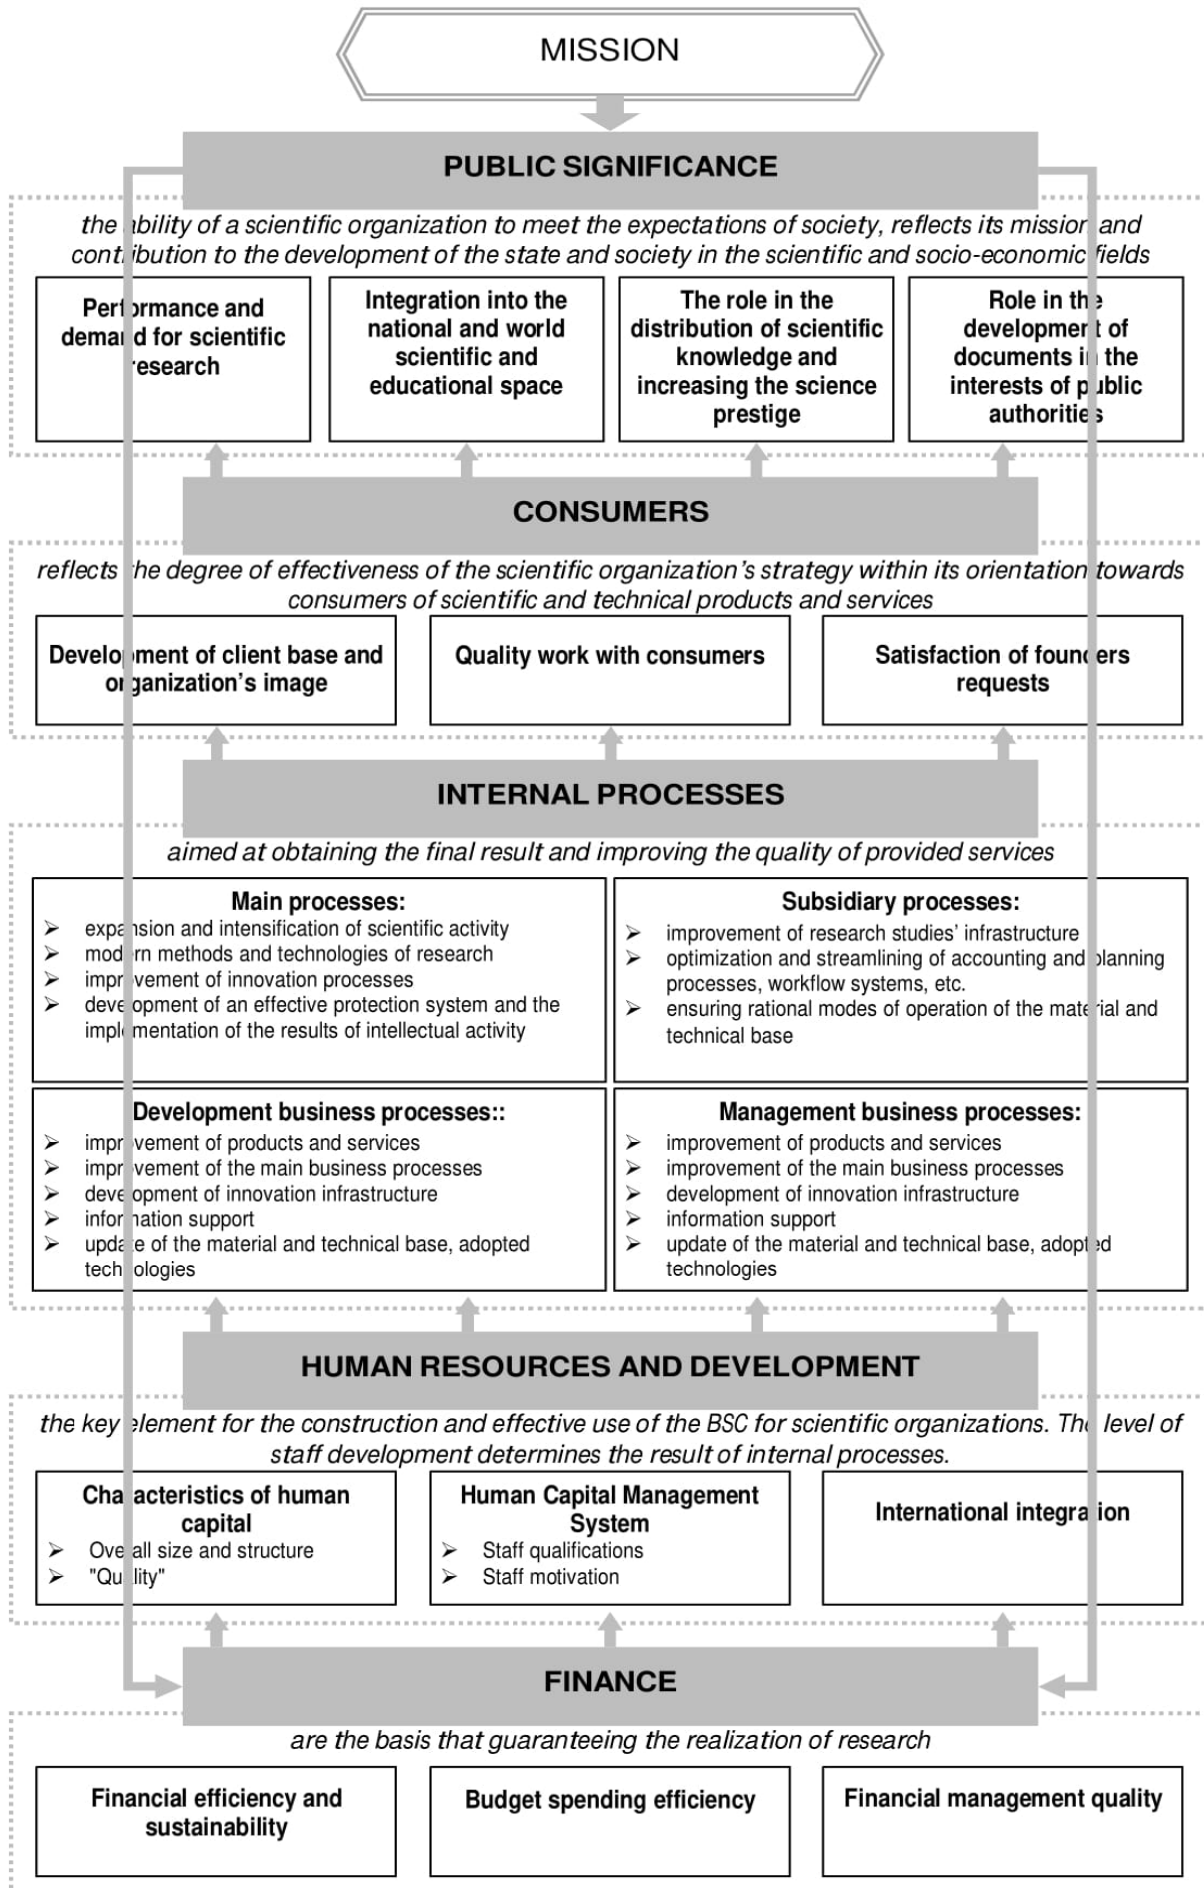 MISSION
PUBLIC SIGNIFICANCE
the ability of a scientific organization to meet the expectations of society, reflects its mission and
contribution to the development of the state and society in the scientific and socio-economic fields
Performance and
demand for scientific
research
Integration into the
national and world
scientific and
educational space
The role in the
distribution of scientific
knowledge and
increasing the science
prestige
Role in the
development of
documents in the
interests of public
authorities
CONSUMERS
reflects the degree of effectiveness of the scientific organization's strategy within its orientation towards
consumers of scientific and technical products and services
Development of client base and
organization's image
Quality work with consumers
Satisfaction of founders
requests
INTERNAL PROCESSES
aimed at obtaining the final result and improving the quality of provided services
Main processes:
➢ expansion and intensification of scientific activity
➢ modern methods and technologies of research
➢ improvement of innovation processes
➢ development of an effective protection system and the
implementation of the results of intellectual activity
Subsidiary processes:
➢ improvement of research studies' infrastructure
➢ optimization and streamlining of accounting and planning
processes, workflow systems, etc.
➢ ensuring rational modes of operation of the material and
technical base
Development business processes::
➢ improvement of products and services
➢ improvement of the main business processes
➢ development of innovation infrastructure
➢ information support
➢ update of the material and technical base, adopted
technologies
Management business processes:
➢ improvement of products and services
➢ improvement of the main business processes
➢ development of innovation infrastructure
➢ information support
➢ update of the material and technical base, adopted
technologies
HUMAN RESOURCES AND DEVELOPMENT
the key element for the construction and effective use of the BSC for scientific organizations. The level of
staff development determines the result of internal processes.
Characteristics of human
capital
➢ Overall size and structure
➢ "Quality"
Human Capital Management
System
➢ Staff qualifications
➢ Staff motivation
International integration
FINANCE
are the basis that guaranteeing the realization of research
Financial efficiency and
sustainability
Budget spending efficiency
Financial management quality